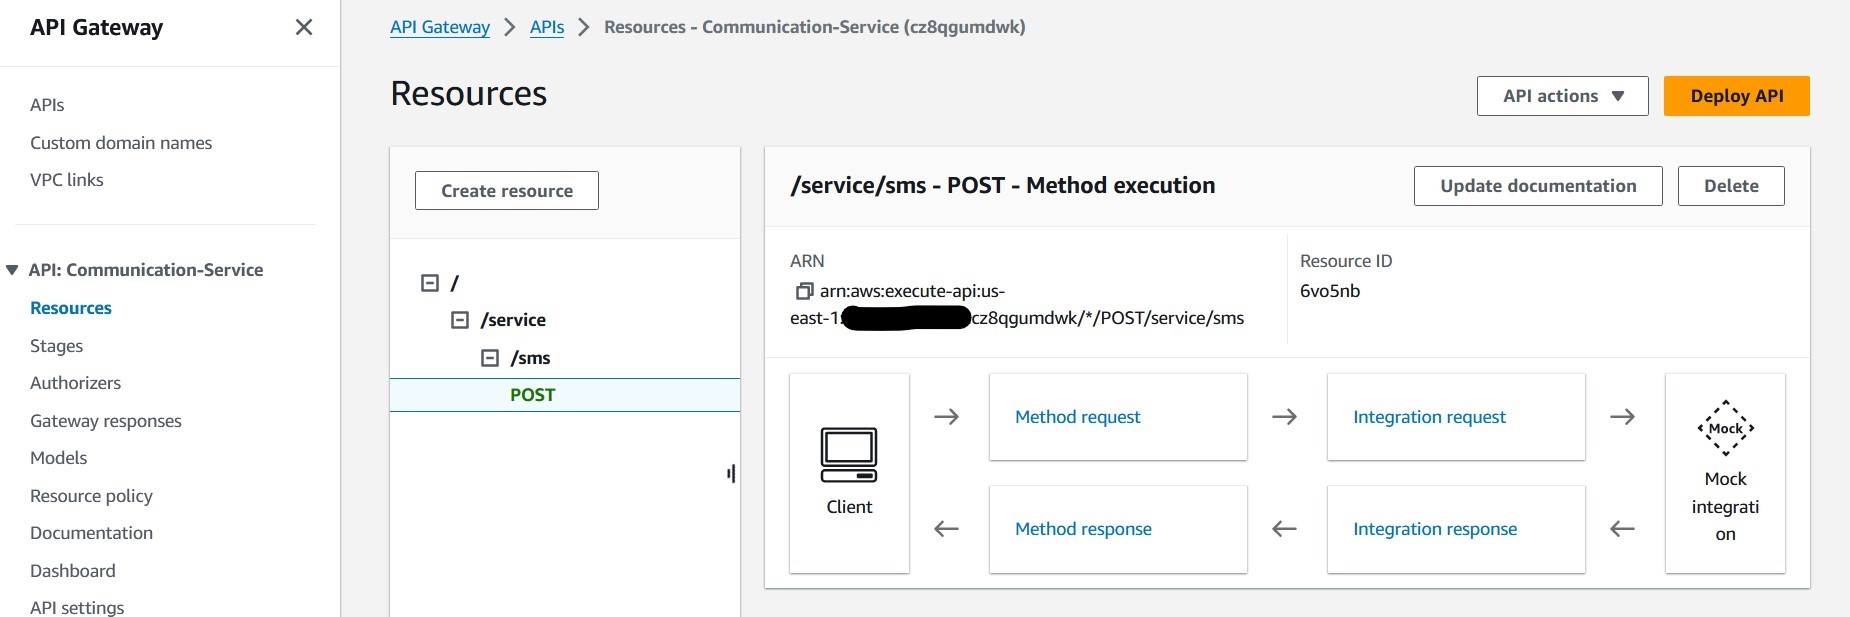 API Gateway
APIs
Custom domain names
VPC links
API: Communication-Service
Resources
Stages
Authorizers
Gateway responses
Models
Resource policy
Documentation
Dashboard
API settings
API Gateway > APIs > Resources - Communication-Service (cz8qgumdwk)
Resources
API actions
Deploy API
Create resource
/
/service
/sms
POST
/service/sms - POST - Method execution
Update documentation
Delete
ARN
arn:aws:execute-api:us-
east-1: cz8qgumdwk/*/POST/service/sms
Resource ID
6vo5nb
Client
Method request
Integration request
Method response
Integration response
Mock
Mock
integrati
on